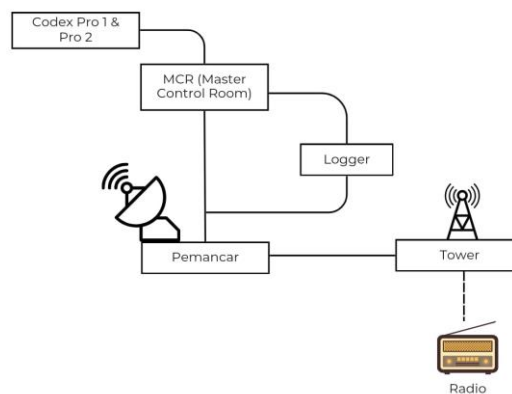 Codex Pro 1 &
Pro 2
MCR (Master
Control Room)
Logger
Pemancar
Tower
Radio